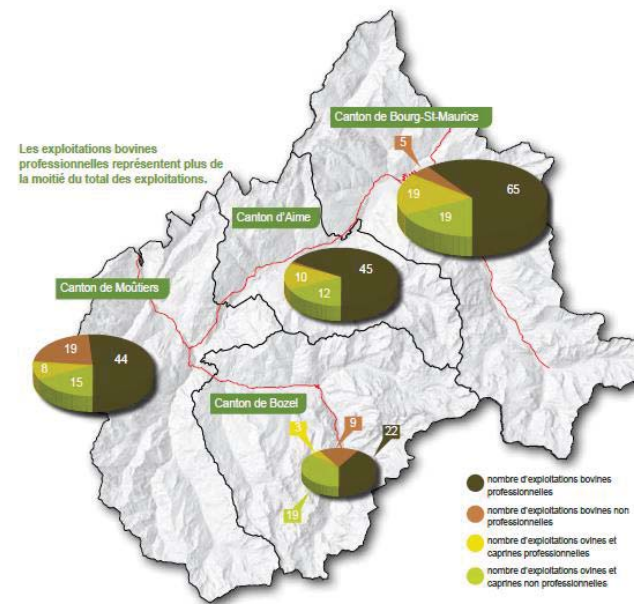 Canton de Bourg-St-Maurice
Les exploitations bovines
professionnelles représentent plus de
la moitié du total des exploitations.
5
65
19
19
Canton d'Aime
45
10
12
Canton de Moûtiers
19
44
8
15
Canton de Bozel
3
9
22
19
nombre d'exploitations bovines
professionnelles
nombre d'exploitations bovines non
professionnelles
nombre d'exploitations ovines et
caprines professionnelles
nombre d'exploitations ovines et
caprines non professionnelles